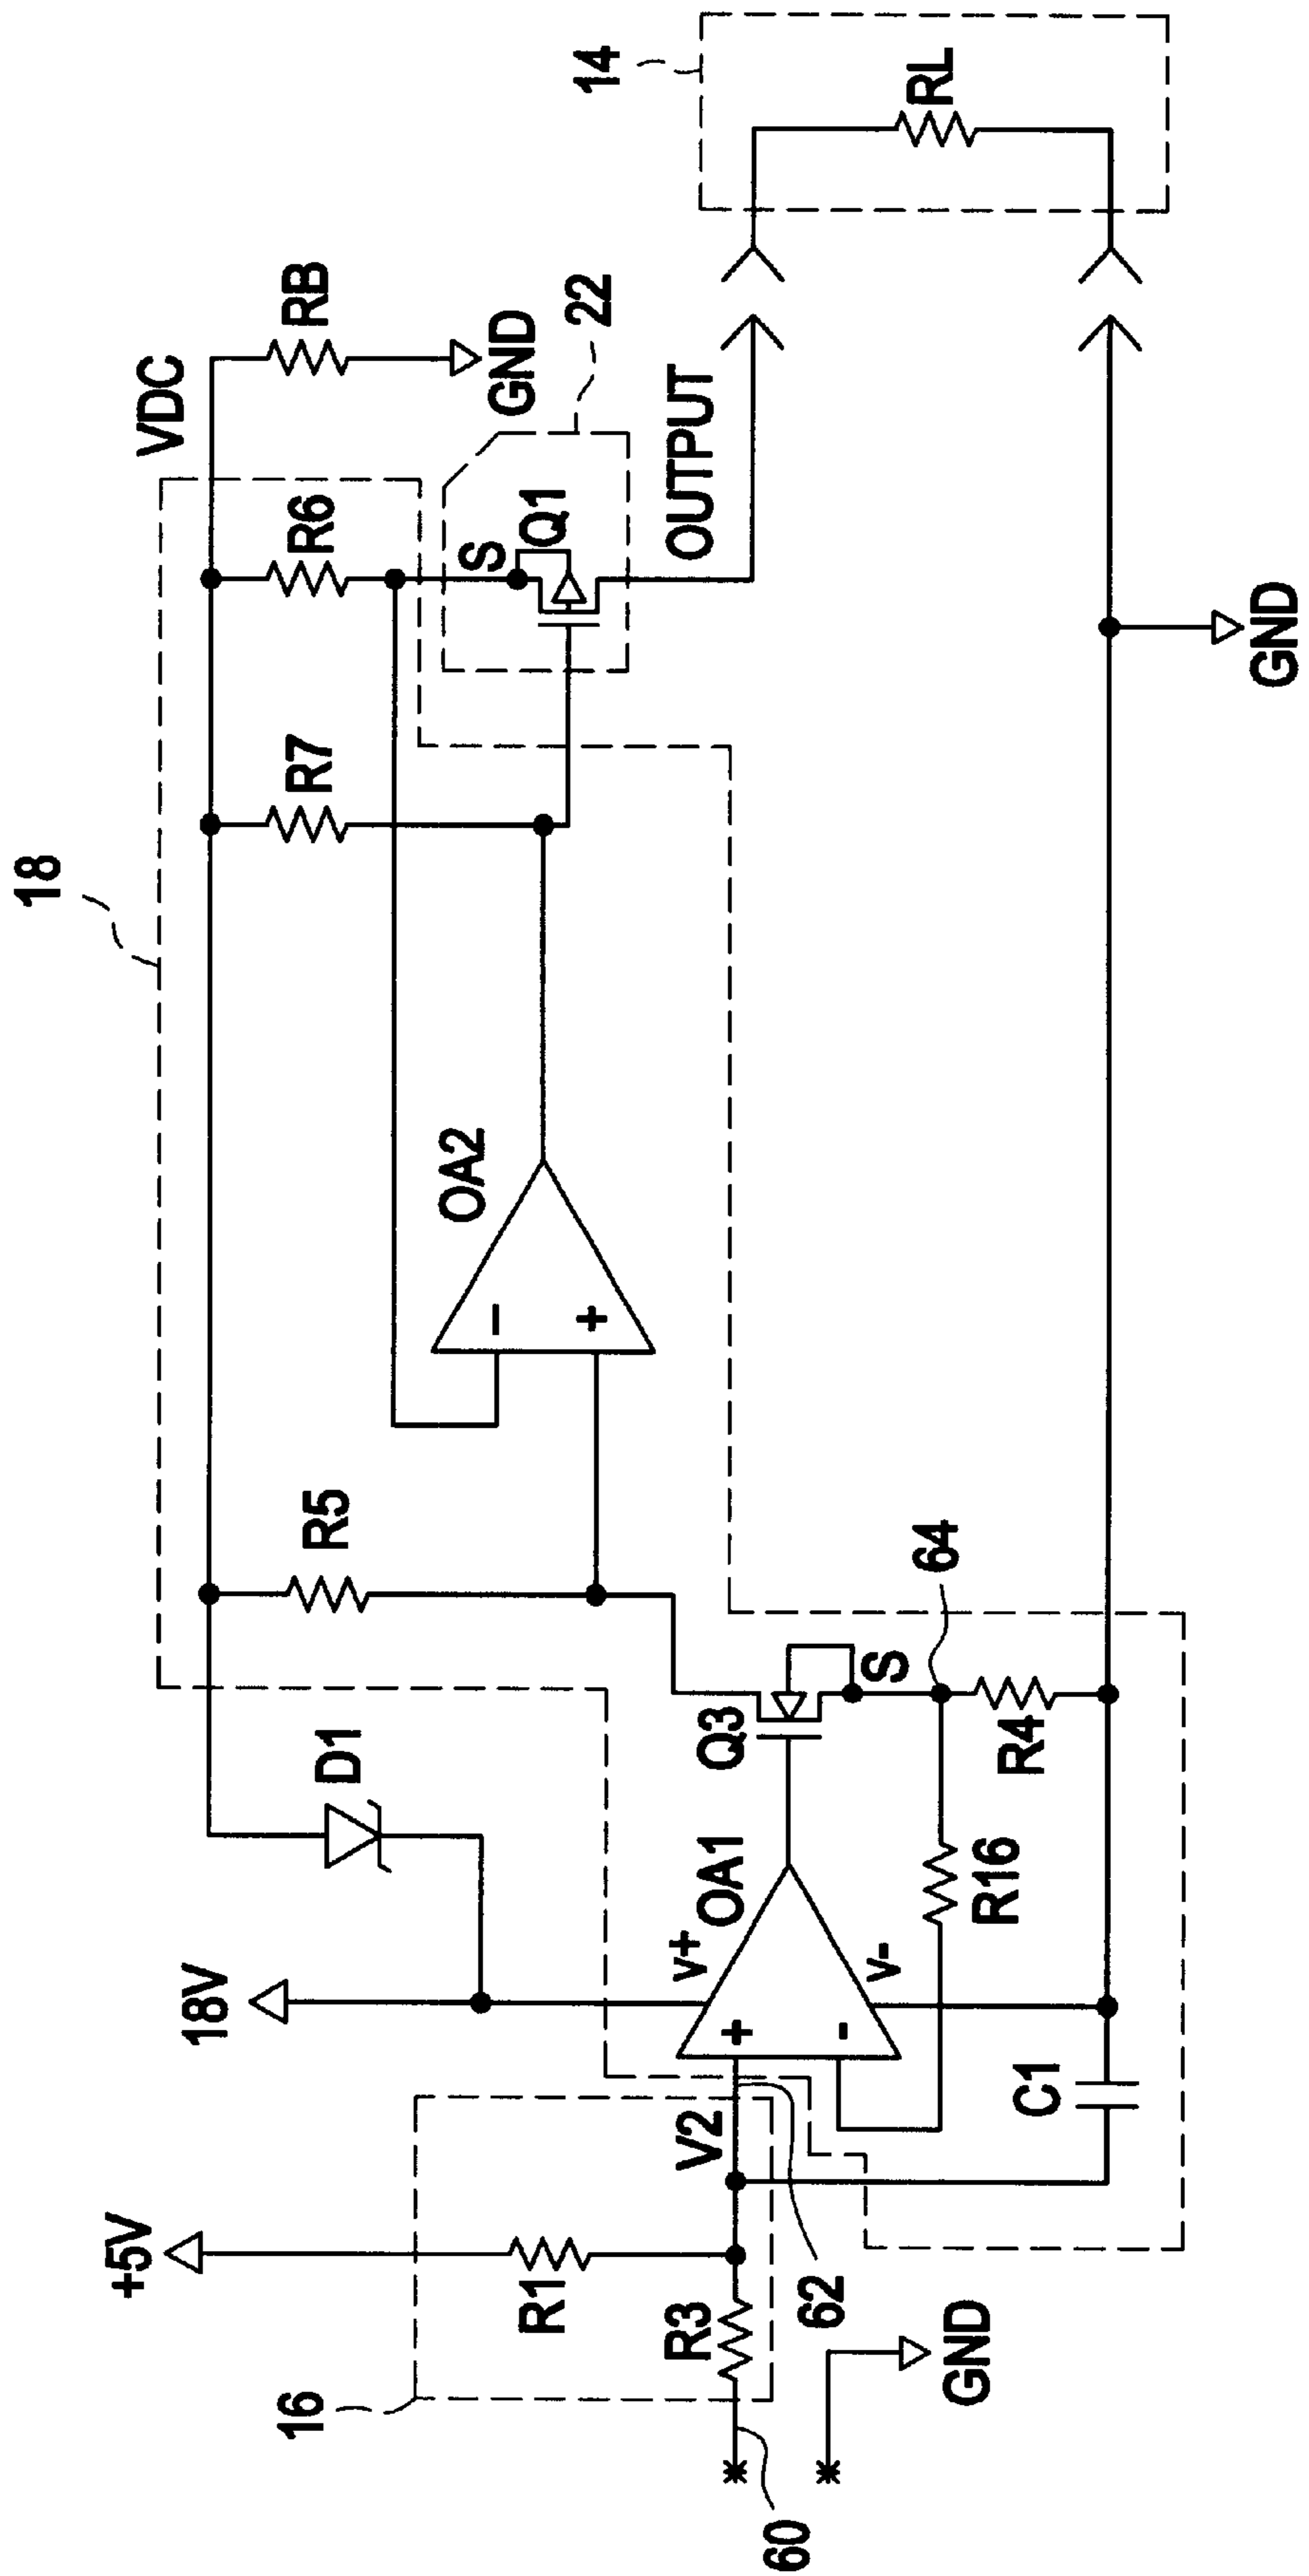 18
VDC
RB
GND
R6
R7
R5
D1
18V
+5V
16
R1
R3
V2
62
60
GND
OA1
V+
V-
+
-
Q3
S
64
R4
R16
C1
OA2
-
+
S
Q1
22
OUTPUT
14
RL
GND